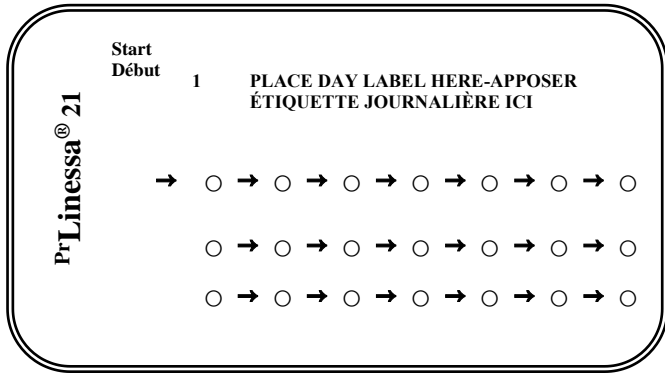 Start
Début
1 PLACE DAY LABEL HERE-APPOSER
ÉTIQUETTE JOURNALIÈRE ICI
PrLinessa® 21